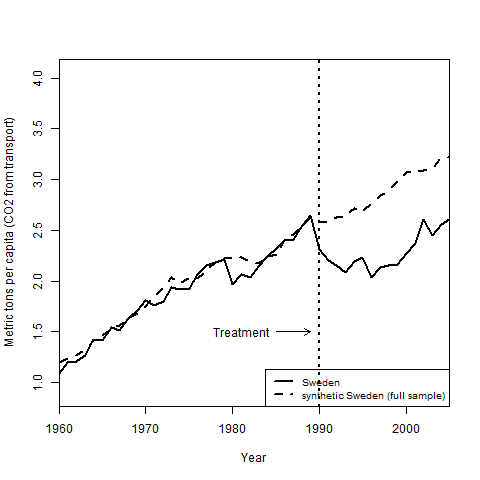 Metric tons per capita (CO2 from transport)
4.0
3.5
3.0
2.5
2.0
1.5
1.0
Treatment
Sweden
synthetic Sweden (full sample)
1960 1970 1980 1990 2000
Year